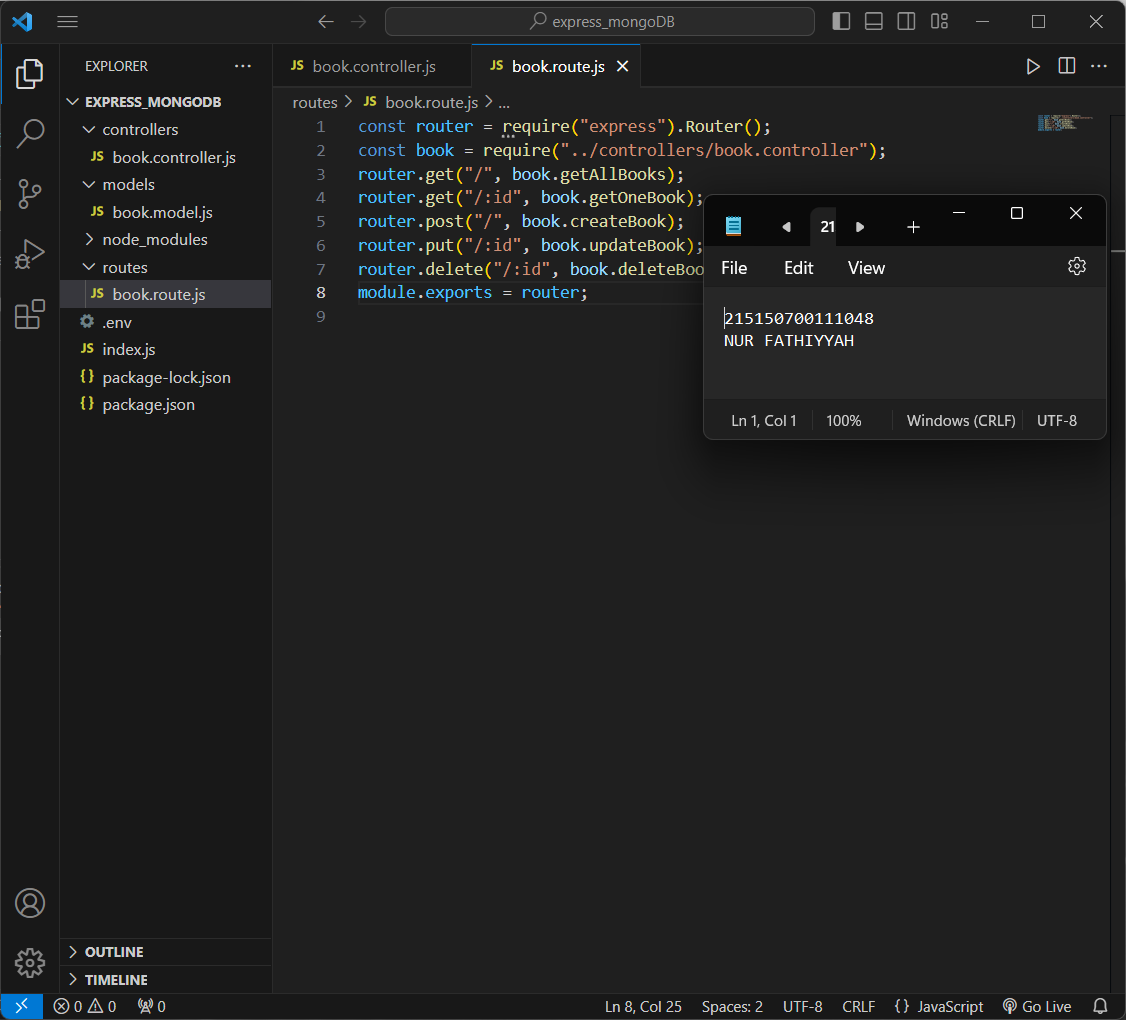 express_mongoDB
EXPLORER
EXPRESS_MONGODB
controllers
JS book.controller.js
models
JS book.model.js
node_modules
routes
JS book.route.js
.env
JS index.js
{} package-lock.json
{} package.json
OUTLINE
TIMELINE
JS book.controller.js
JS book.route.js
routes > JS book.route.js > ...
1 const router = require("express").Router();
2 const book = require("../controllers/book.controller");
3 router.get("/", book.getAllBooks);
4 router.get("/:id", book.getOneBook);
5 router.post("/", book.createBook);
6 router.put("/:id", book.updateBook);
7 router.delete("/:id", book.deleteBoo
8 module.exports = router;
9
21
File Edit View
215150700111048
NUR FATHIYYAH
Ln 1, Col 1 100% Windows (CRLF) UTF-8
0 0 0 Ln 8, Col 25 Spaces: 2 UTF-8 CRLF {} JavaScript Go Live